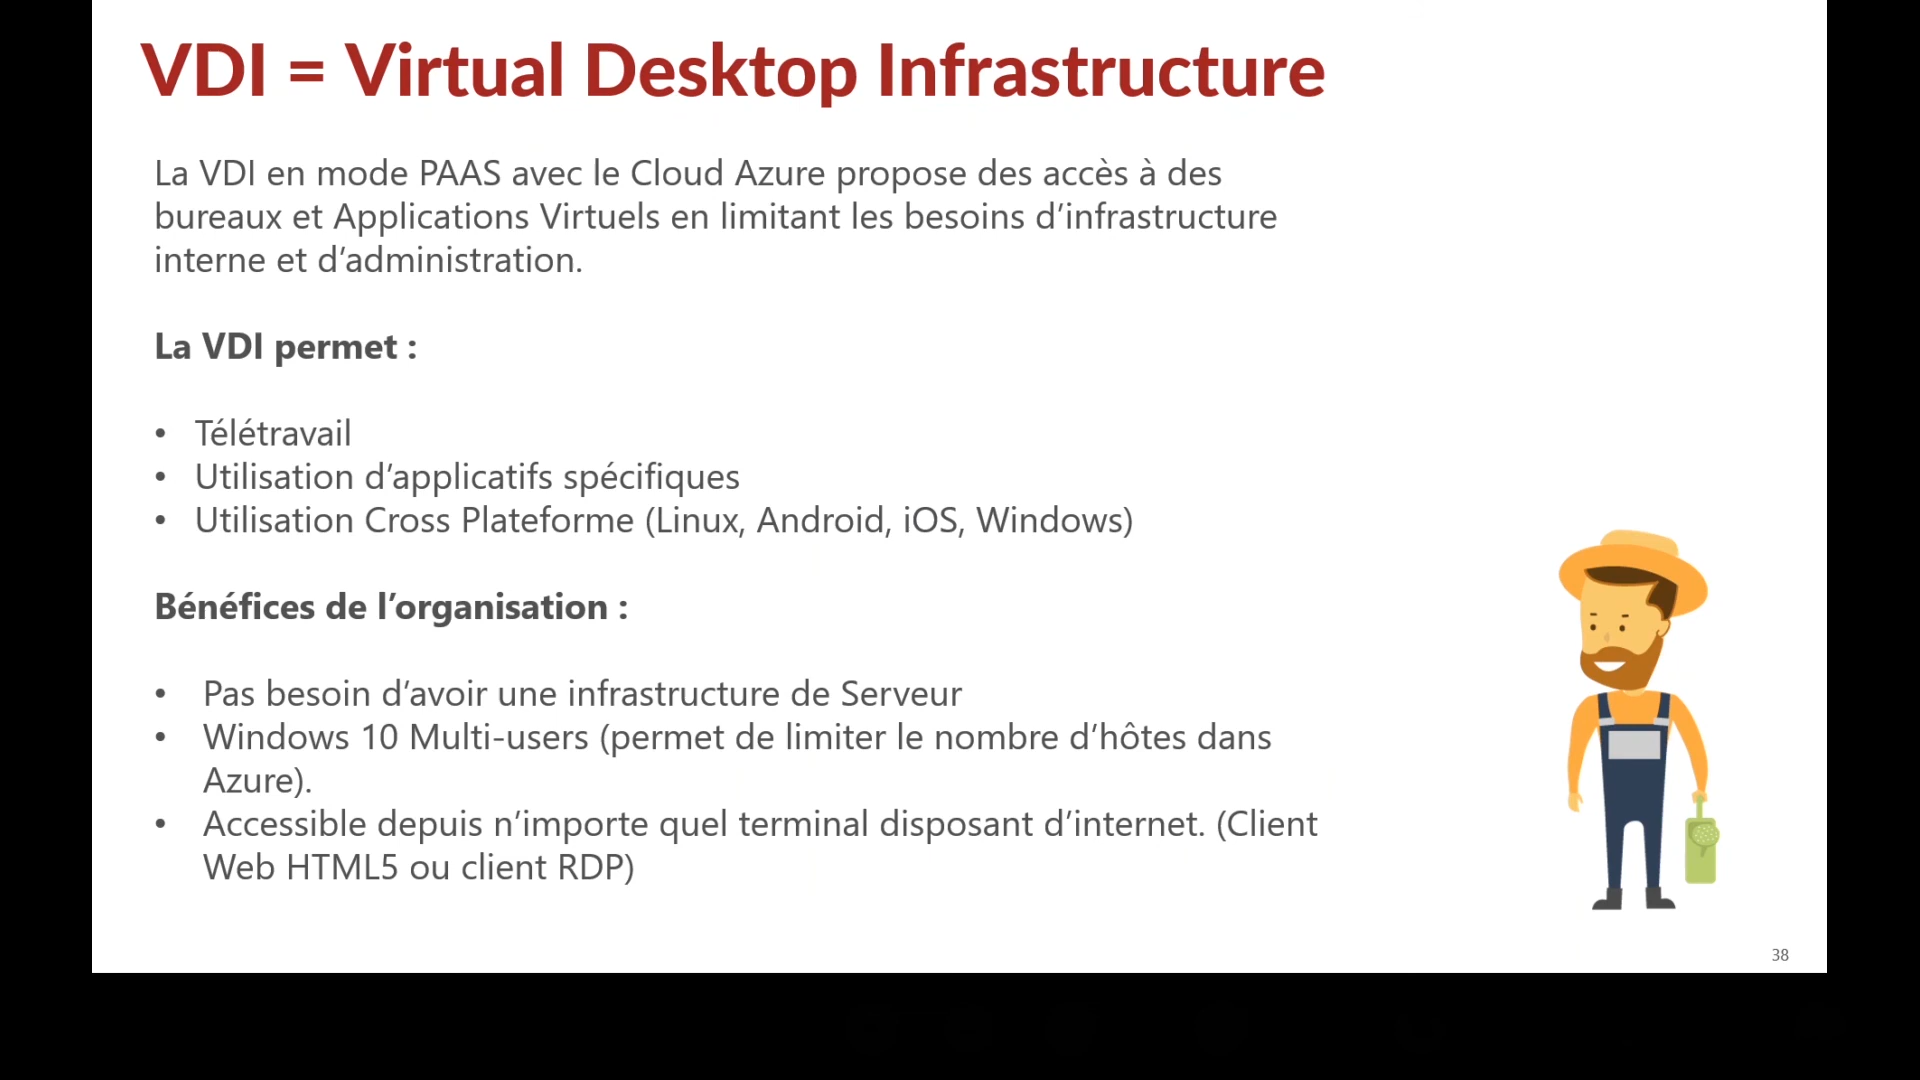 VDI = Virtual Desktop Infrastructure
La VDI en mode PAAS avec le Cloud Azure propose des accès à des
bureaux et Applications Virtuels en limitant les besoins d’infrastructure
interne et d’administration.
La VDI permet :
• Télétravail
• Utilisation d’applicatifs spécifiques
• Utilisation Cross Plateforme (Linux, Android, iOS, Windows)
Bénéfices de l’organisation :
• Pas besoin d’avoir une infrastructure de Serveur
• Windows 10 Multi-users (permet de limiter le nombre d’hôtes dans
Azure).
• Accessible depuis n’importe quel terminal disposant d’internet. (Client
Web HTML5 ou client RDP)
38